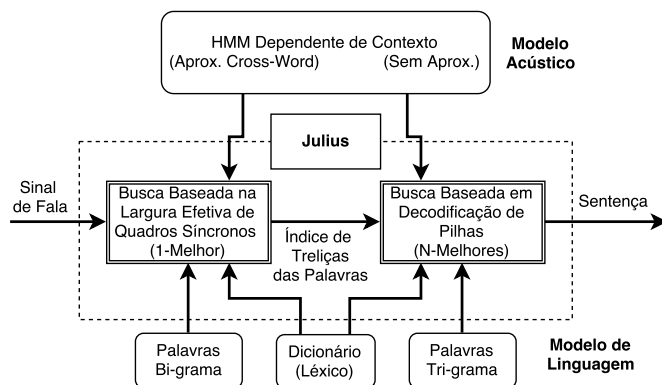 HMM Dependente de Contexto
(Aprox. Cross-Word) (Sem Aprox.)
Modelo
Acústico
Julius
Sinal
de Fala
Busca Baseada na
Largura Efetiva de
Quadros Síncronos
(1-Melhor)
Índice de
Treliças
das Palavras
Busca Baseada em
Decodificação de
Pilhas
(N-Melhores)
Sentença
Palavras
Bi-grama
Dicionário
(Léxico)
Palavras
Tri-grama
Modelo de
Linguagem